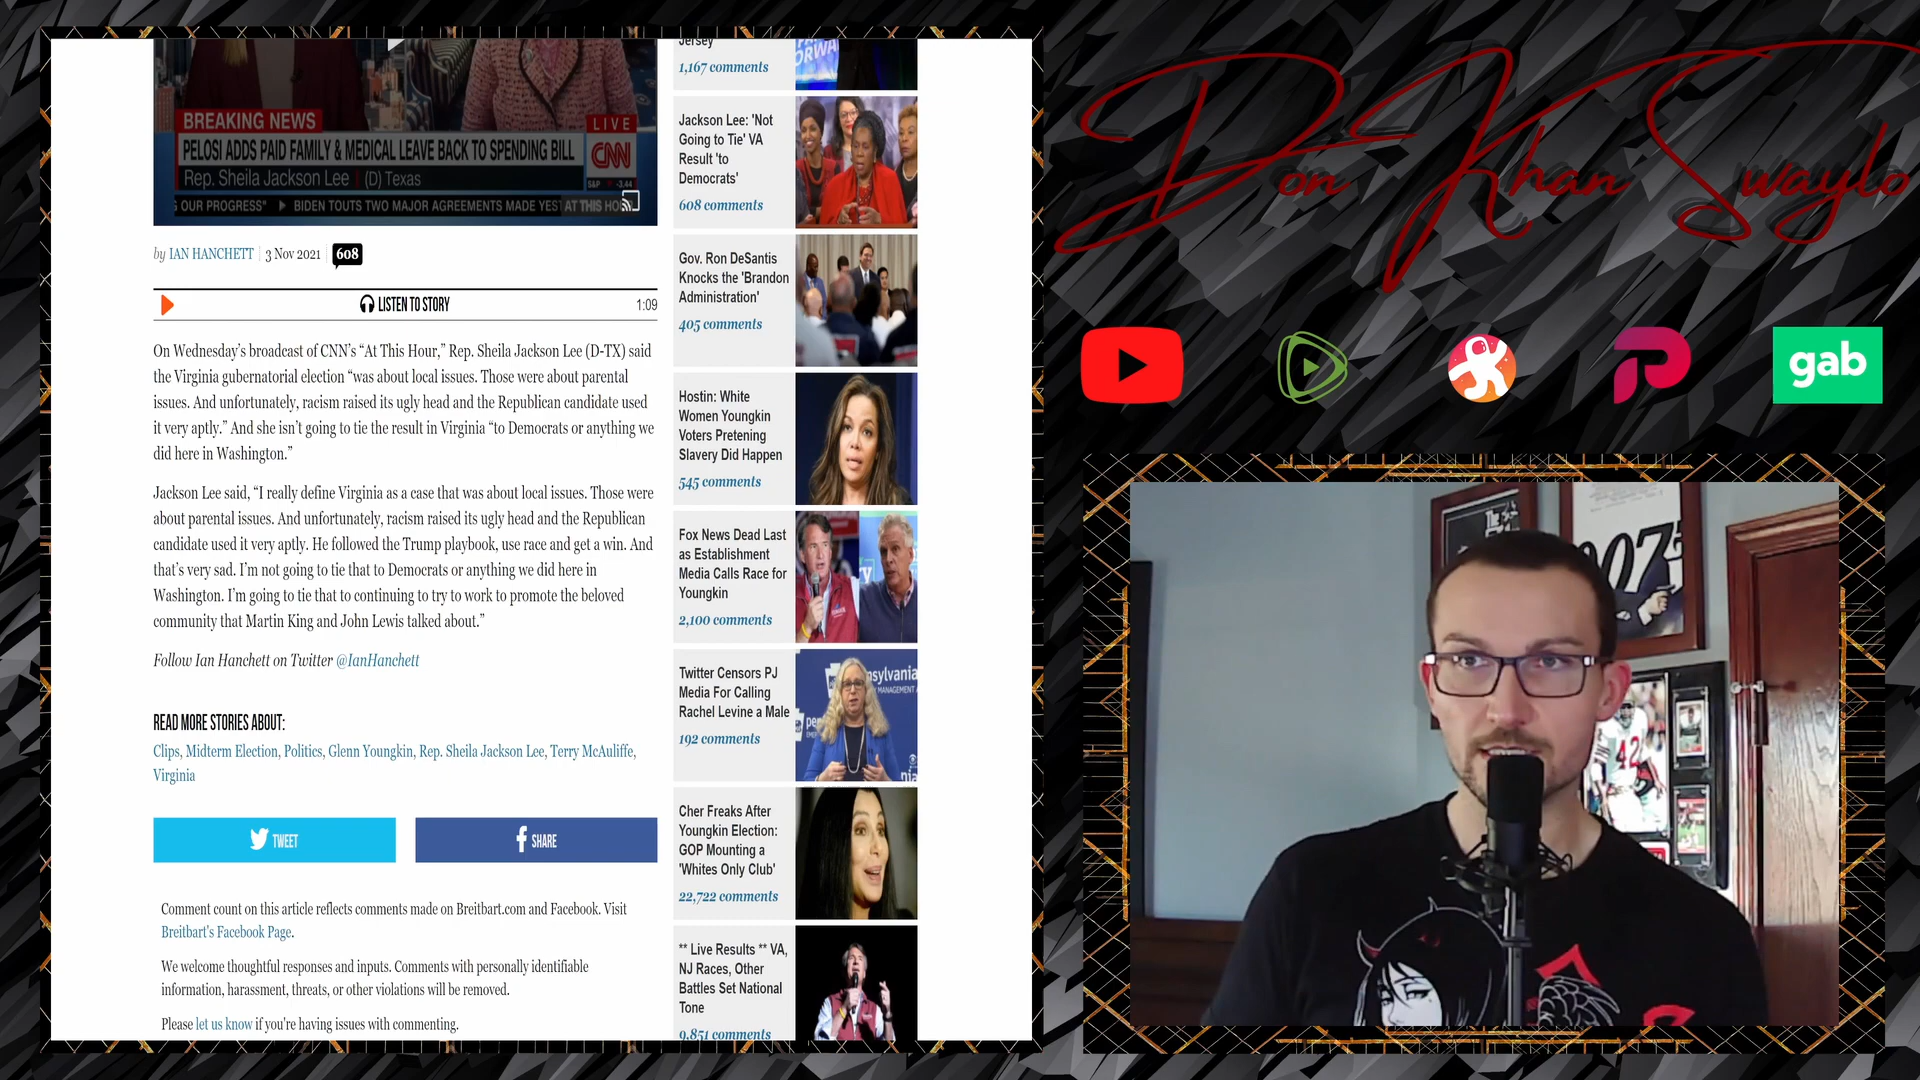 BREAKING NEWS
LIVE
PELOSI ADDS PAID FAMILY & MEDICAL LEAVE BACK TO SPENDING BILL
CNN
Rep. Sheila Jackson Lee | (D) Texas
S&P -3.44
G OUR PROGRESS" ▶ BIDEN TOUTS TWO MAJOR AGREEMENTS MADE YEST
AT THIS HOU
by IAN HANCHETT | 3 Nov 2021 | 608
LISTEN TO STORY
1:09
On Wednesday's broadcast of CNN's “At This Hour,” Rep. Sheila Jackson Lee (D-TX) said
the Virginia gubernatorial election “was about local issues. Those were about parental
issues. And unfortunately, racism raised its ugly head and the Republican candidate used
it very aptly.” And she isn't going to tie the result in Virginia “to Democrats or anything we
did here in Washington.”
Jackson Lee said, “I really define Virginia as a case that was about local issues. Those were
about parental issues. And unfortunately, racism raised its ugly head and the Republican
candidate used it very aptly. He followed the Trump playbook, use race and get a win. And
that's very sad. I'm not going to tie that to Democrats or anything we did here in
Washington. I'm going to tie that to continuing to try to work to promote the beloved
community that Martin King and John Lewis talked about.”
Follow Ian Hanchett on Twitter @IanHanchett
READ MORE STORIES ABOUT:
Clips, Midterm Election, Politics, Glenn Youngkin, Rep. Sheila Jackson Lee, Terry McAuliffe,
Virginia
TWEET
SHARE
Comment count on this article reflects comments made on Breitbart.com and Facebook. Visit
Breitbart's Facebook Page.
We welcome thoughtful responses and inputs. Comments with personally identifiable
information, harassment, threats, or other violations will be removed.
Please let us know if you're having issues with commenting.
Jersey
1,167 comments
ORWA
Jackson Lee: 'Not
Going to Tie' VA
Result 'to
Democrats'
608 comments
Gov. Ron DeSantis
Knocks the 'Brandon
Administration'
405 comments
Hostin: White
Women Youngkin
Voters Pretening
Slavery Did Happen
545 comments
Fox News Dead Last
as Establishment
Media Calls Race for
Youngkin
2,100 comments
Twitter Censors PJ
Media For Calling
Rachel Levine a Male
192 comments
nsylvania
Y MANAGEMENT A
Cher Freaks After
Youngkin Election:
GOP Mounting a
'Whites Only Club'
22,722 comments
** Live Results ** VA,
NJ Races, Other
Battles Set National
Tone
9,851 comments
Don Khan Swaylo
gab
007
42